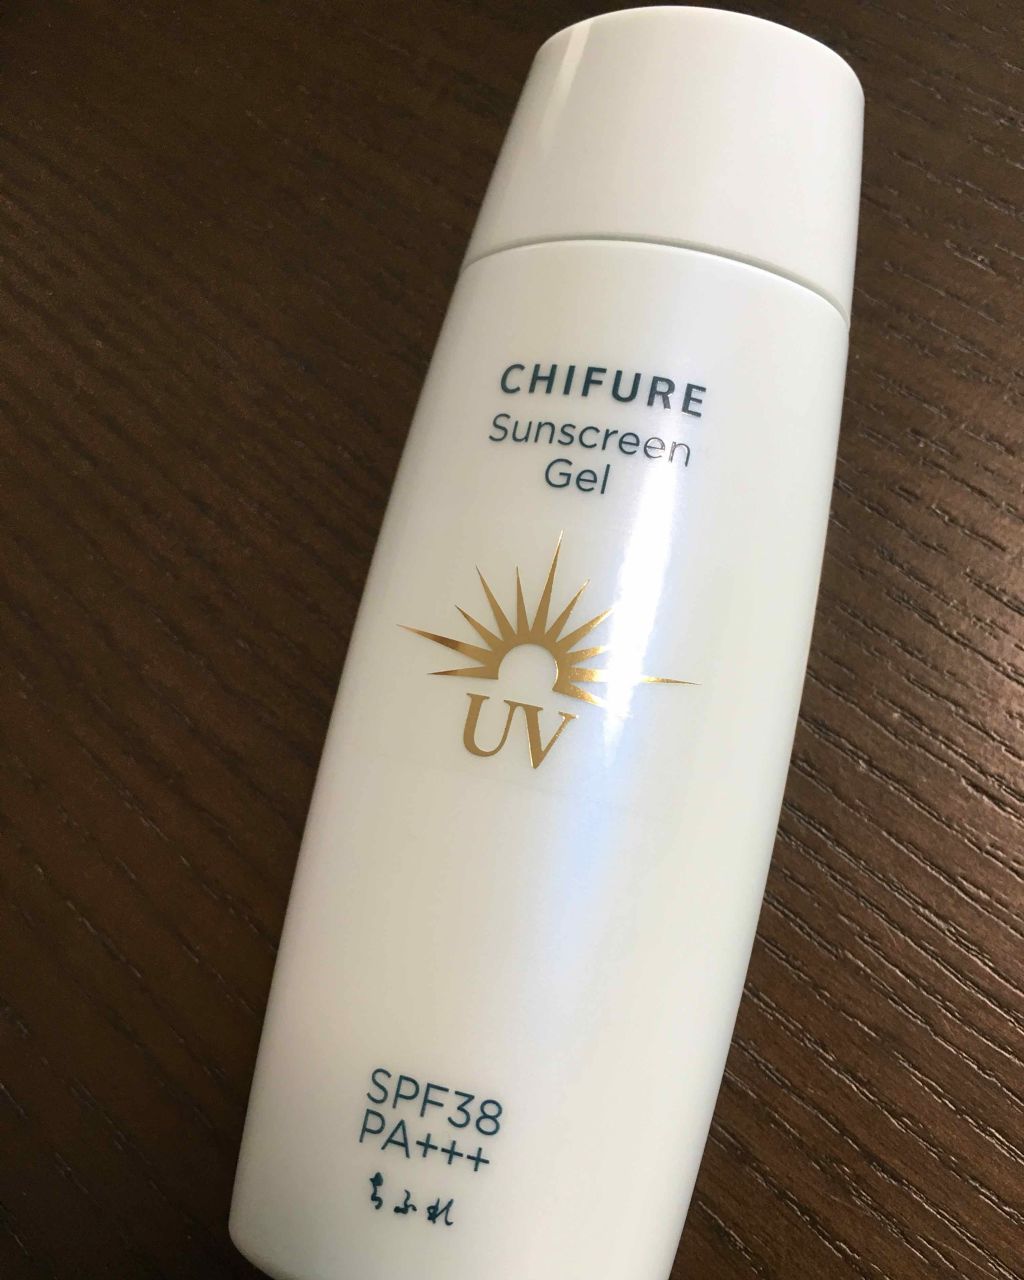 CHIFURE
Sunscreen
Gel
UV
SPF38
PA+++
ちふれ